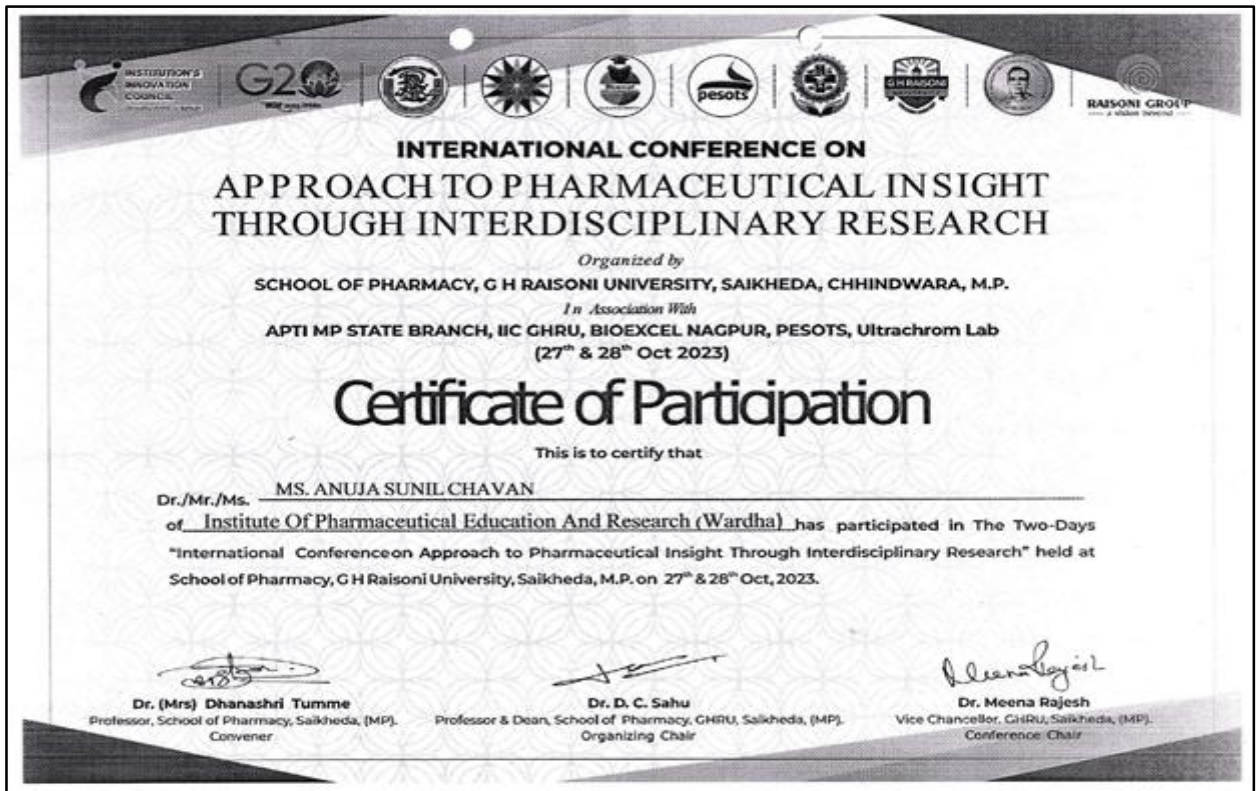 INSTITUTION'S
INNOVATION
COUNCIL
G20
pesots
G H RAISONI
RAISONI GROUP
a vision beyond
INTERNATIONAL CONFERENCE ON
APPROACH TO PHARMACEUTICAL INSIGHT
THROUGH INTERDISCIPLINARY RESEARCH
Organized by
SCHOOL OF PHARMACY, G H RAISONI UNIVERSITY, SAIKHEDA, CHHINDWARA, M.P.
In Association With
APTI MP STATE BRANCH, IIC GHRU, BIOEXCEL NAGPUR, PESOTS, Ultrachrom Lab
(27th & 28th Oct 2023)
Certificate of Participation
This is to certify that
Dr./Mr./Ms. MS. ANUJA SUNIL CHAVAN
of Institute Of Pharmaceutical Education And Research (Wardha) has participated in The Two-Days
"International Conferenceon Approach to Pharmaceutical Insight Through Interdisciplinary Research" held at
School of Pharmacy, G H Raisoni University, Saikheda, M.P. on 27th & 28th Oct, 2023.
Meena Rajesh
Dr. (Mrs) Dhanashri Tumme
Professor, School of Pharmacy, Saikheda, (MP).
Convener
Dr. D. C. Sahu
Professor & Dean, School of Pharmacy, GHRU, Saikheda, (MP).
Organizing Chair
Dr. Meena Rajesh
Vice Chancellor, GHRU, Saikheda, (MP).
Conference Chair